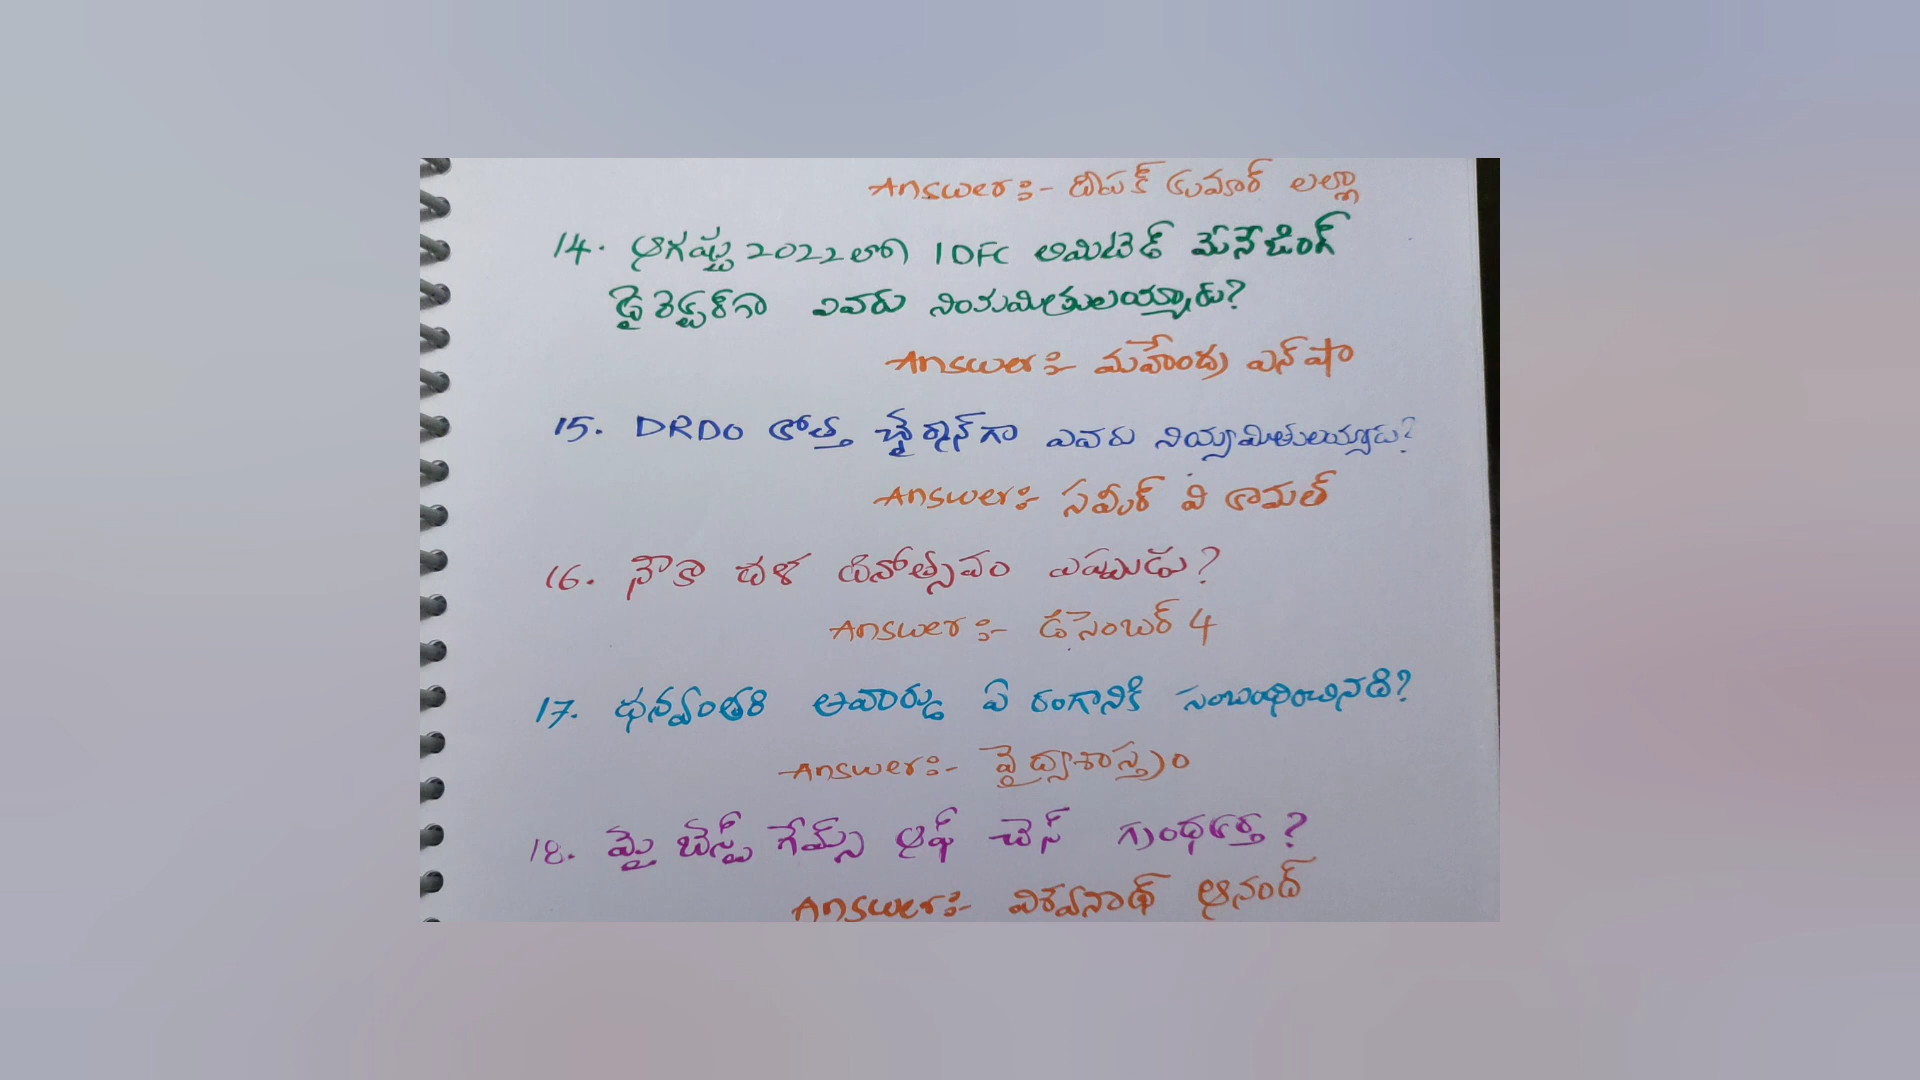 Answer:- దీపక్ కుమార్ లల్లా
14. ఆగష్టు 2022లో IDFC లిమిటెడ్ మేనేజింగ్
డైరెక్టర్‌గా ఎవరు నియమితులయ్యారు?
Answer:- మహేంద్ర ఎన్ షా
15. DRDO కొత్త ఛైర్మన్‌గా ఎవరు నియ్యమితులయ్యారు?
Answer:- సమీర్ వి కామత్
16. నౌకా దళ దినోత్సవం ఎప్పుడు?
Answer:- డిసెంబర్ 4
17. ధన్వంతరి అవార్డు ఏ రంగానికి సంబంధించినది?
Answer:- వైద్యశాస్త్రం
18. మై బెస్ట్ గేమ్స్ ఆఫ్ చెస్ గ్రంథకర్త?
Answer:- విశ్వనాథ్ ఆనంద్